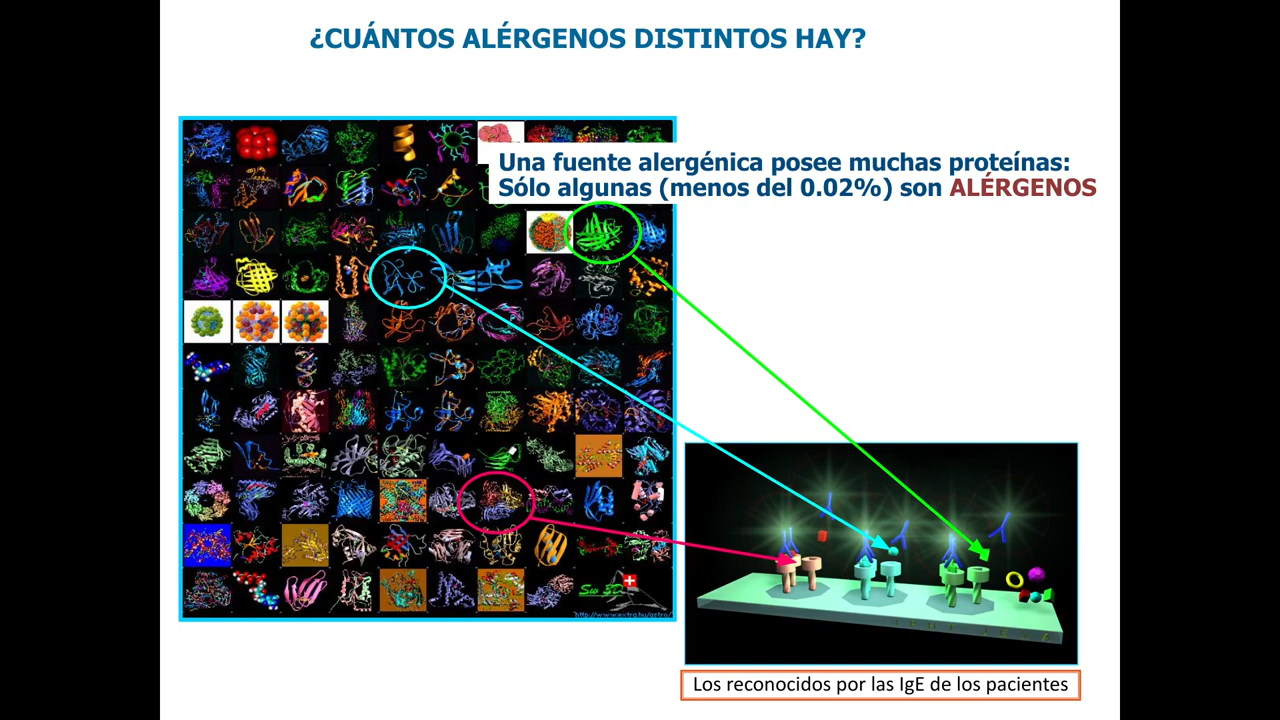 ¿CUÁNTOS ALÉRGENOS DISTINTOS HAY?
Una fuente alergénica posee muchas proteínas:
Sólo algunas (menos del 0.02%) son ALÉRGENOS
Los reconocidos por las IgE de los pacientes